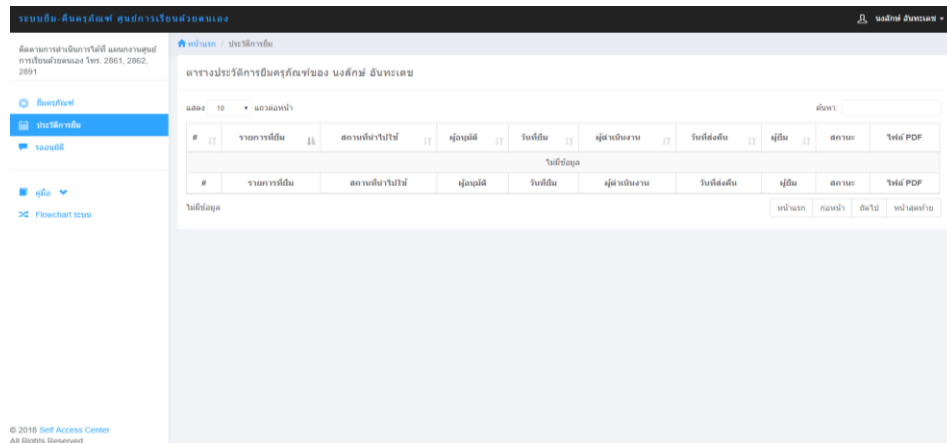 ระบบยืม-คืนครุภัณฑ์ ศูนย์การเรียนด้วยตนเอง
นงลักษ์ อันทะเดช
ติดตามการดำเนินการได้ที่ แผนกงานศูนย์
การเรียนด้วยตนเอง โทร. 2861, 2862,
2891
หน้าแรก / ประวัติการยืม
ตารางประวัติการยืมครุภัณฑ์ของ นงลักษ์ อันทะเดช
ยืมครุภัณฑ์
ประวัติการยืม
รออนุมัติ
คู่มือ
Flowchart ระบบ
แสดง 10 แถวต่อหน้า
ค้นหา:
# รายการที่ยืม สถานที่นำไปใช้ ผู้อนุมัติ วันที่ยืม ผู้ดำเนินงาน วันที่ส่งคืน ผู้ยืม สถานะ ไฟล์ PDF
ไม่มีข้อมูล
# รายการที่ยืม สถานที่นำไปใช้ ผู้อนุมัติ วันที่ยืม ผู้ดำเนินงาน วันที่ส่งคืน ผู้ยืม สถานะ ไฟล์ PDF
ไม่มีข้อมูล
หน้าแรก ก่อนหน้า ถัดไป หน้าสุดท้าย
© 2018 Self Access Center
All Rights Reserved.